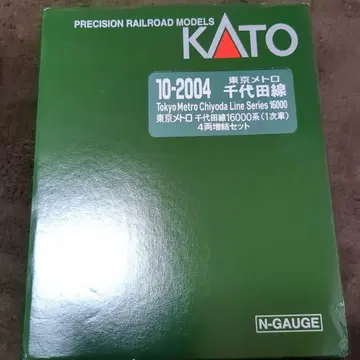 PRECISION RAILROAD MODELS
KATO
10-2004 東京メトロ 千代田線
Tokyo Metro Chiyoda Line Series 16000
東京メトロ 千代田線16000系(1次車)
4両増結セット
N-GAUGE